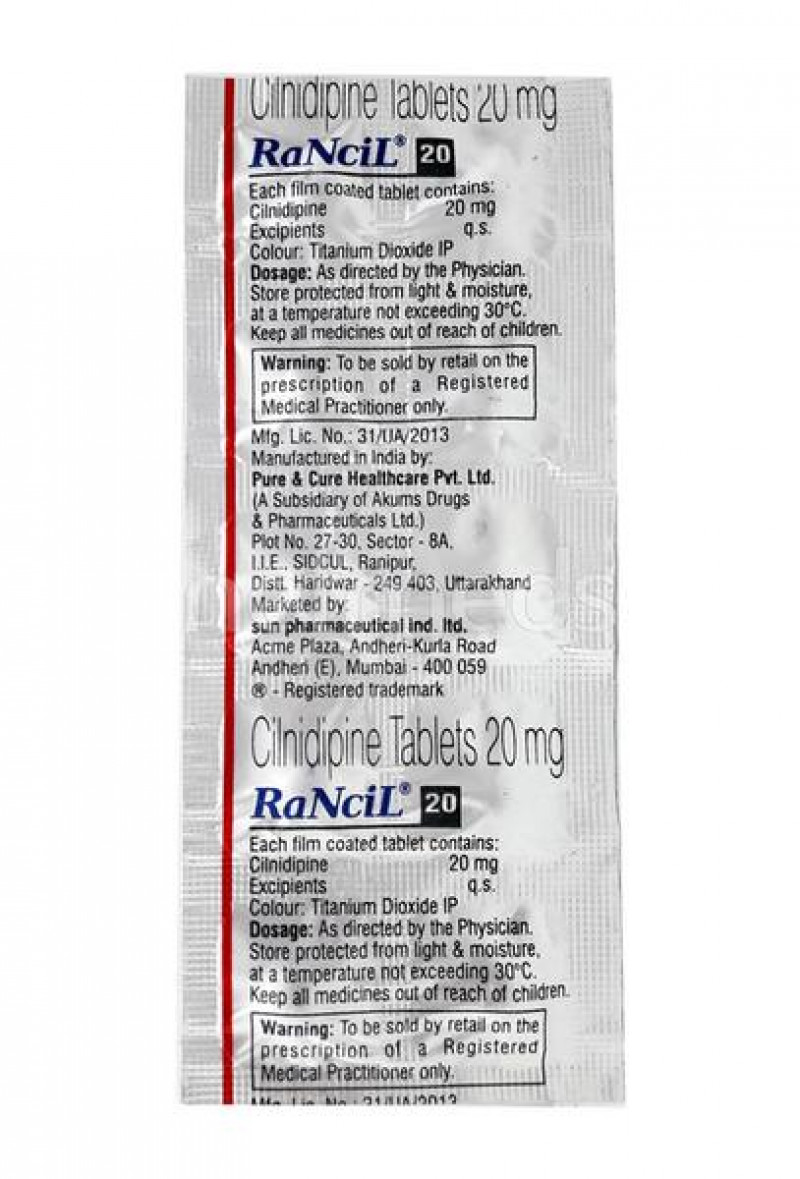 Cilnidipine Tablets 20 mg
RaNciL® 20
Each film coated tablet contains:
Cilnidipine 20 mg
Excipients q.s.
Colour: Titanium Dioxide IP
Dosage: As directed by the Physician.
Store protected from light & moisture,
at a temperature not exceeding 30°C.
Keep all medicines out of reach of children.
Warning: To be sold by retail on the
prescription of a Registered
Medical Practitioner only.
Mfg. Lic. No.: 31/UA/2013
Manufactured in India by:
Pure & Cure Healthcare Pvt. Ltd.
(A Subsidiary of Akums Drugs
& Pharmaceuticals Ltd.)
Plot No. 27-30, Sector - 8A,
I.I.E., SIDCUL, Ranipur,
Distt. Haridwar - 249 403, Uttarakhand
Marketed by:
sun pharmaceutical ind. ltd.
Acme Plaza, Andheri-Kurla Road
Andheri (E), Mumbai - 400 059
® - Registered trademark
Cilnidipine Tablets 20 mg
RaNciL® 20
Each film coated tablet contains:
Cilnidipine 20 mg
Excipients q.s.
Colour: Titanium Dioxide IP
Dosage: As directed by the Physician.
Store protected from light & moisture,
at a temperature not exceeding 30°C.
Keep all medicines out of reach of children.
Warning: To be sold by retail on the
prescription of a Registered
Medical Practitioner only.
Mfg. Lic. No.: 31/UA/2013